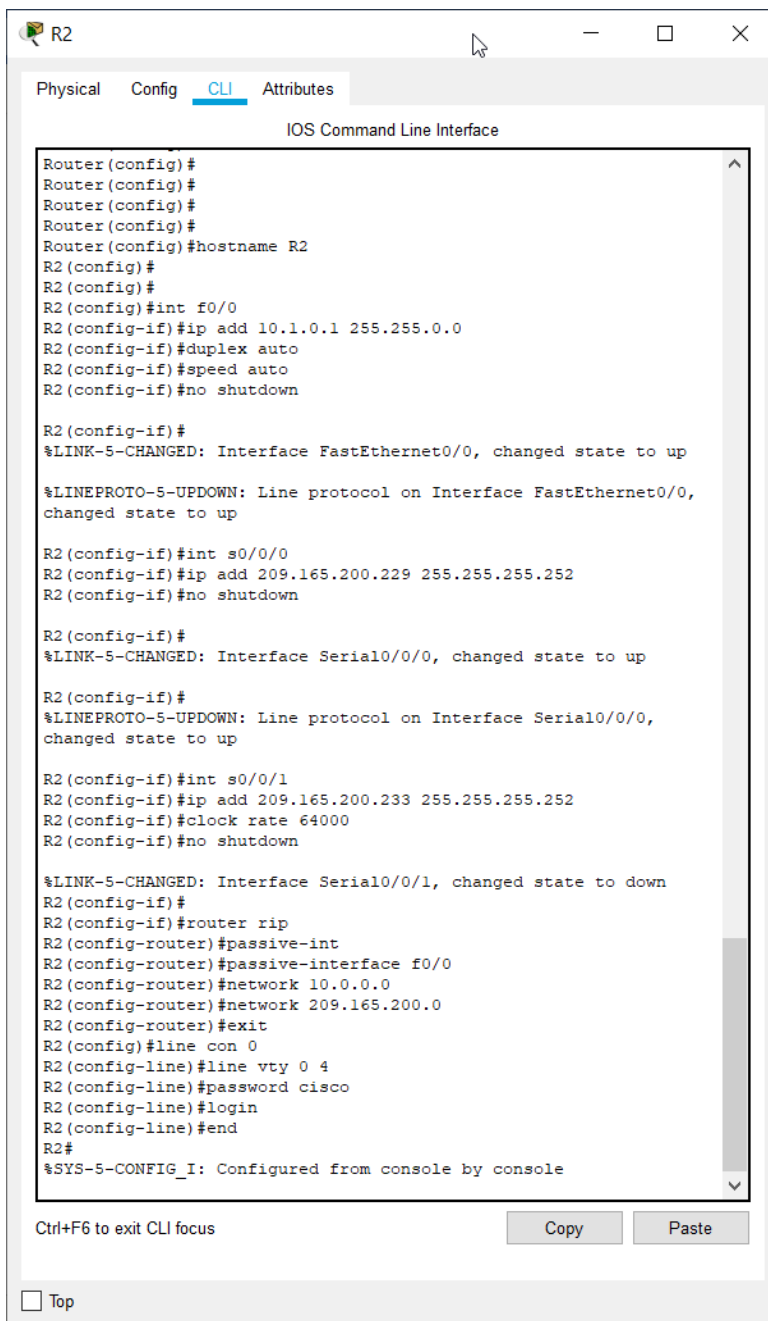 R2
Physical Config CLI Attributes
IOS Command Line Interface
Router(config)#
Router(config)#
Router(config)#
Router(config)#
Router(config)#hostname R2
R2(config)#
R2(config)#
R2(config)#int f0/0
R2(config-if)#ip add 10.1.0.1 255.255.0.0
R2(config-if)#duplex auto
R2(config-if)#speed auto
R2(config-if)#no shutdown
R2(config-if)#
%LINK-5-CHANGED: Interface FastEthernet0/0, changed state to up
%LINEPROTO-5-UPDOWN: Line protocol on Interface FastEthernet0/0,
changed state to up
R2(config-if)#int s0/0/0
R2(config-if)#ip add 209.165.200.229 255.255.255.252
R2(config-if)#no shutdown
R2(config-if)#
%LINK-5-CHANGED: Interface Serial0/0/0, changed state to up
R2(config-if)#
%LINEPROTO-5-UPDOWN: Line protocol on Interface Serial0/0/0,
changed state to up
R2(config-if)#int s0/0/1
R2(config-if)#ip add 209.165.200.233 255.255.255.252
R2(config-if)#clock rate 64000
R2(config-if)#no shutdown
%LINK-5-CHANGED: Interface Serial0/0/1, changed state to down
R2(config-if)#
R2(config-if)#router rip
R2(config-router)#passive-int
R2(config-router)#passive-interface f0/0
R2(config-router)#network 10.0.0.0
R2(config-router)#network 209.165.200.0
R2(config-router)#exit
R2(config)#line con 0
R2(config-line)#line vty 0 4
R2(config-line)#password cisco
R2(config-line)#login
R2(config-line)#end
R2#
%SYS-5-CONFIG_I: Configured from console by console
Ctrl+F6 to exit CLI focus Copy Paste
Top